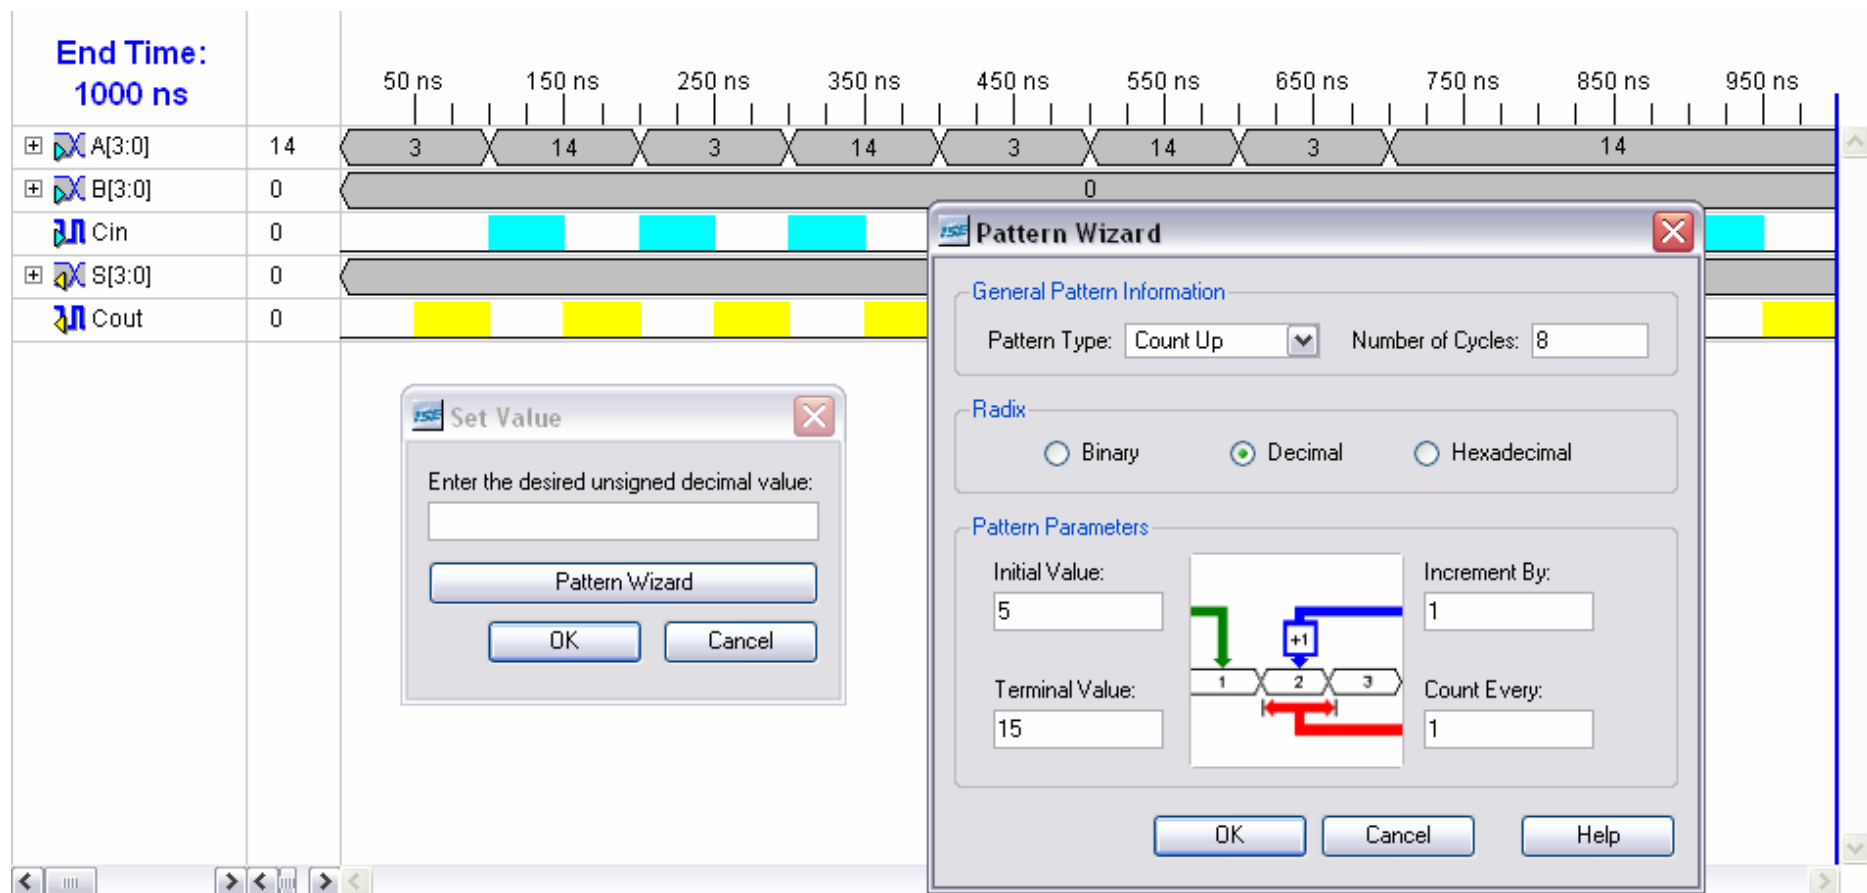 End Time:
1000 ns
50 ns 150 ns 250 ns 350 ns 450 ns 550 ns 650 ns 750 ns 850 ns 950 ns
A[3:0] 14 3 14 3 14 3 14 3 14
B[3:0] 0 0
Cin 0
S[3:0] 0
Cout 0
ISE Set Value
Enter the desired unsigned decimal value:
Pattern Wizard
OK Cancel
ISE Pattern Wizard
General Pattern Information
Pattern Type: Count Up Number of Cycles: 8
Radix
Binary Decimal Hexadecimal
Pattern Parameters
Initial Value: Increment By:
5 1
+1
1 2 3
Terminal Value: Count Every:
15 1
OK Cancel Help